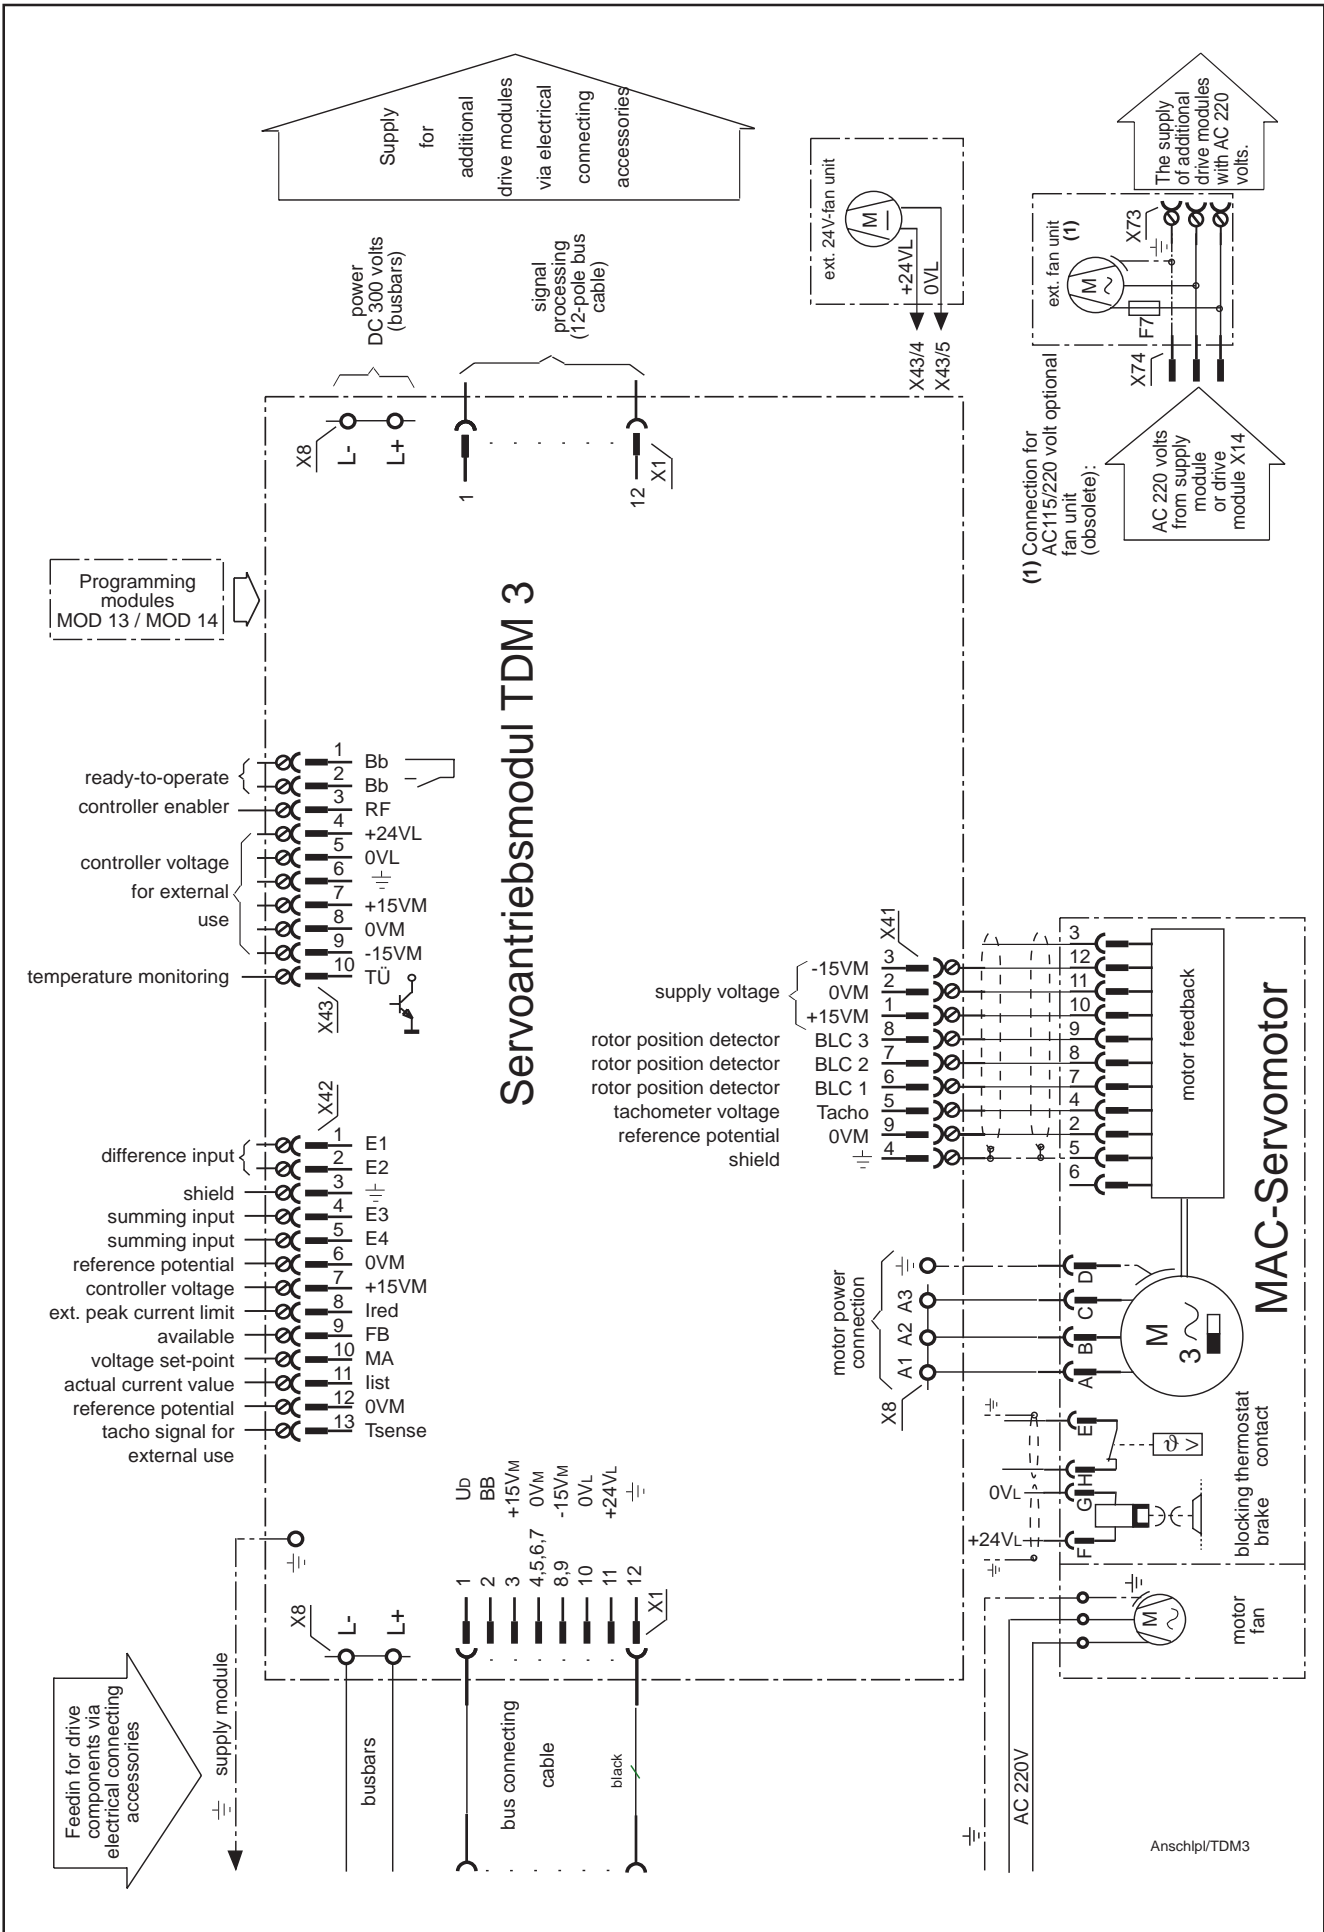 Supply
for
additional
drive modules
via electrical
connecting
accessories
The supply
of additional
drive modules
with AC 220
volts.
power
DC 300 volts
(busbars)
signal
processing
(12-pole bus
cable)
ext. 24V-fan unit
M
+24VL
0VL
X43/4
X43/5
ext. fan unit
(1)
X73
M
F7
X74
(1) Connection for
AC115/220 volt optional
fan unit
(obsolete):
AC 220 volts
from supply
module
or drive
module X14
X8
L-
L+
1
12
X1
Programming
modules
MOD 13 / MOD 14
Servoantriebsmodul TDM 3
ready-to-operate
1 Bb
2 Bb
controller enabler 3 RF
controller voltage
for external
use
4 +24VL
5 0VL
6
7 +15VM
8 0VM
9 -15VM
temperature monitoring 10 TÜ
X43
X42
difference input
1 E1
2 E2
shield 3
summing input 4 E3
summing input 5 E4
reference potential 6 0VM
controller voltage 7 +15VM
ext. peak current limit 8 Ired
available 9 FB
voltage set-point 10 MA
actual current value 11 Iist
reference potential 12 0VM
tacho signal for 13 Tsense
external use
X41
supply voltage
-15VM 3
0VM 2
+15VM 1
rotor position detector BLC 3 8
rotor position detector BLC 2 7
rotor position detector BLC 1 6
tachometer voltage Tacho 5
reference potential 0VM 9
shield 4
3
12
11
10
9
8
7
4
2
5
6
motor feedback
MAC-Servomotor
motor power
connection
X8
A1
A2
A3
A
B
C
D
M
3
E
H
G
F
ϑ
V
0VL
+24VL
blocking
brake
thermostat
contact
M
motor
fan
AC 220V
UD
BB
+15VM
0VM
-15VM
0VL
+24VL
1
2
3
4,5,6,7
8,9
10
11
12
X1
X8
L-
L+
supply module
Feedin for drive
components via
electrical connecting
accessories
busbars
bus connecting
cable
black
Anschlpl/TDM3